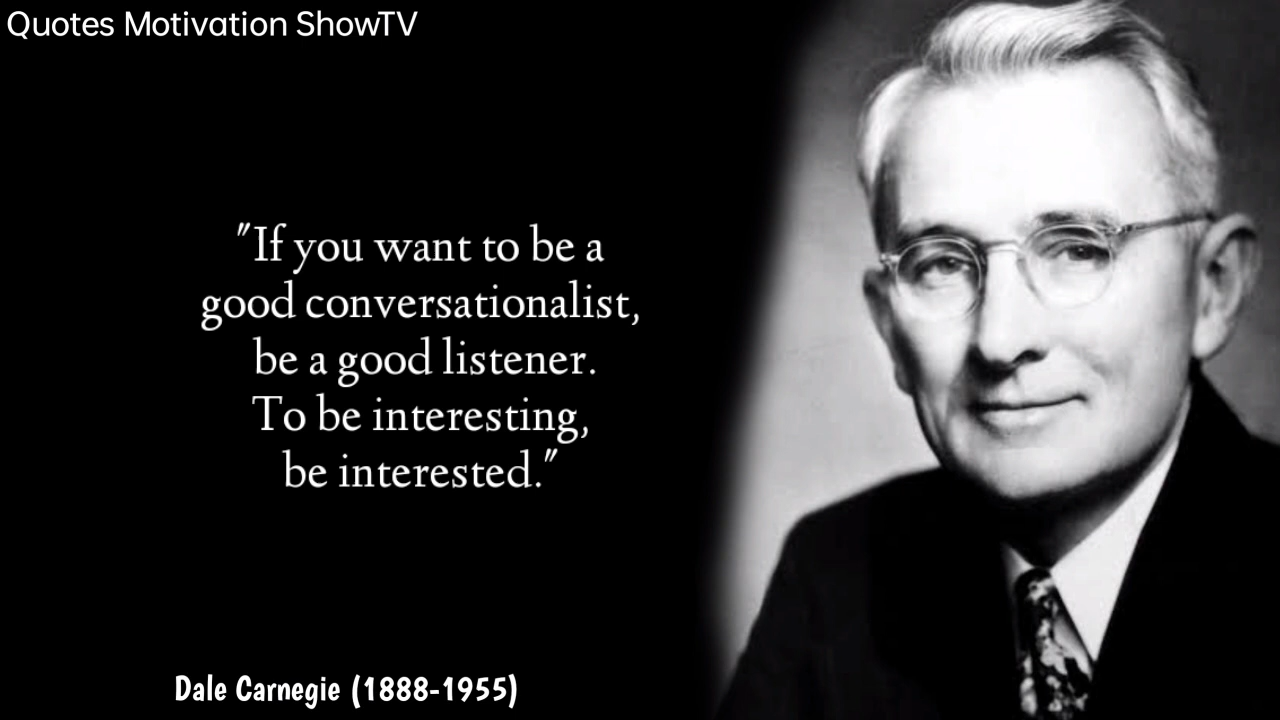 Quotes Motivation ShowTV
"If you want to be a
good conversationalist,
be a good listener.
To be interesting,
be interested."
Dale Carnegie (1888-1955)